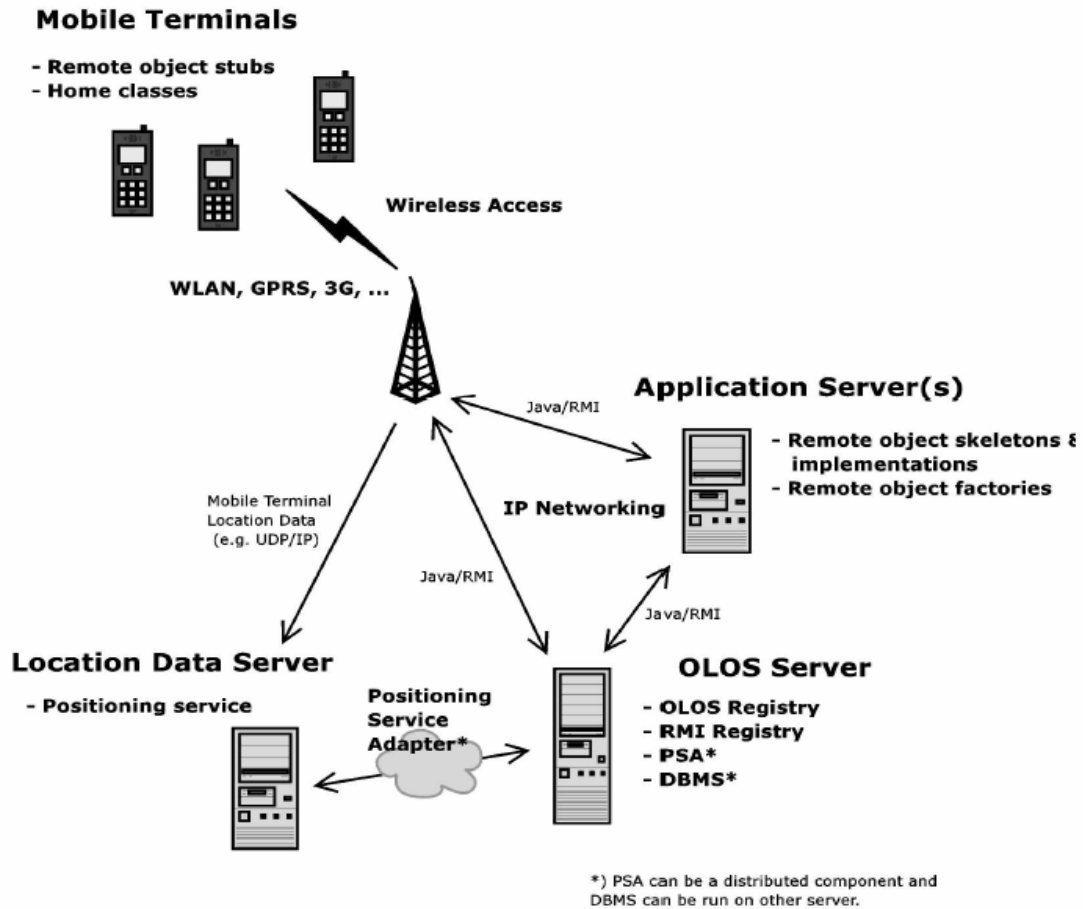 Mobile Terminals
- Remote object stubs
- Home classes
Wireless Access
WLAN, GPRS, 3G, ...
Java/RMI
Application Server(s)
- Remote object skeletons &
implementations
- Remote object factories
IP Networking
Mobile Terminal
Location Data
(e.g. UDP/IP)
Java/RMI
Java/RMI
Location Data Server
- Positioning service
Positioning
Service
Adapter*
OLOS Server
- OLOS Registry
- RMI Registry
- PSA*
- DBMS*
*) PSA can be a distributed component and
DBMS can be run on other server.